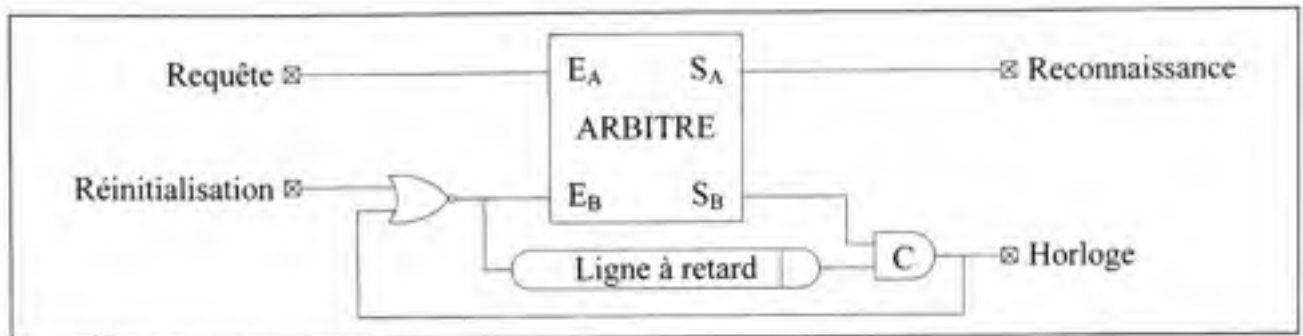 Requête
E_A S_A
Reconnaissance
ARBITRE
Réinitialisation
E_B S_B
Ligne à retard
C
Horloge